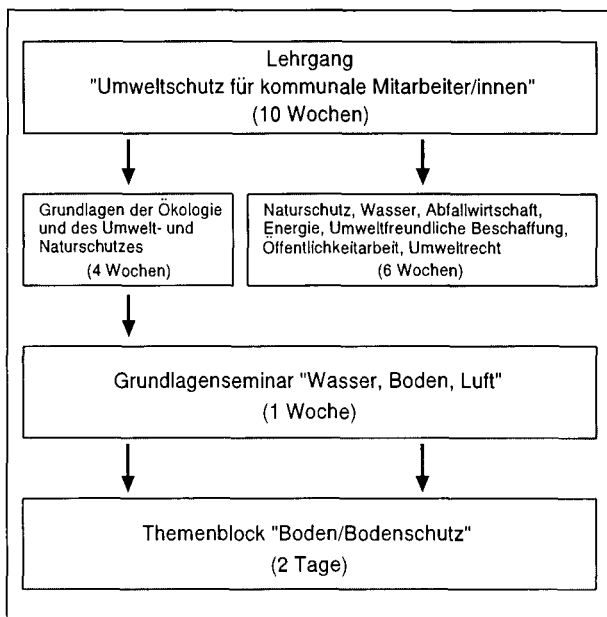 Lehrgang
"Umweltschutz für kommunale Mitarbeiter/innen"
(10 Wochen)
Grundlagen der Ökologie
und des Umwelt- und
Naturschutzes
(4 Wochen)
Naturschutz, Wasser, Abfallwirtschaft,
Energie, Umweltfreundliche Beschaffung,
Öffentlichkeitarbeit, Umweltrecht
(6 Wochen)
Grundlagenseminar "Wasser, Boden, Luft"
(1 Woche)
Themenblock "Boden/Bodenschutz"
(2 Tage)